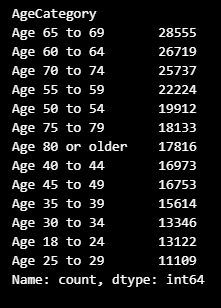 AgeCategory
Age 65 to 69       28555
Age 60 to 64       26719
Age 70 to 74       25737
Age 55 to 59       22224
Age 50 to 54       19912
Age 75 to 79       18133
Age 80 or older    17816
Age 40 to 44       16973
Age 45 to 49       16753
Age 35 to 39       15614
Age 30 to 34       13346
Age 18 to 24       13122
Age 25 to 29       11109
Name: count, dtype: int64